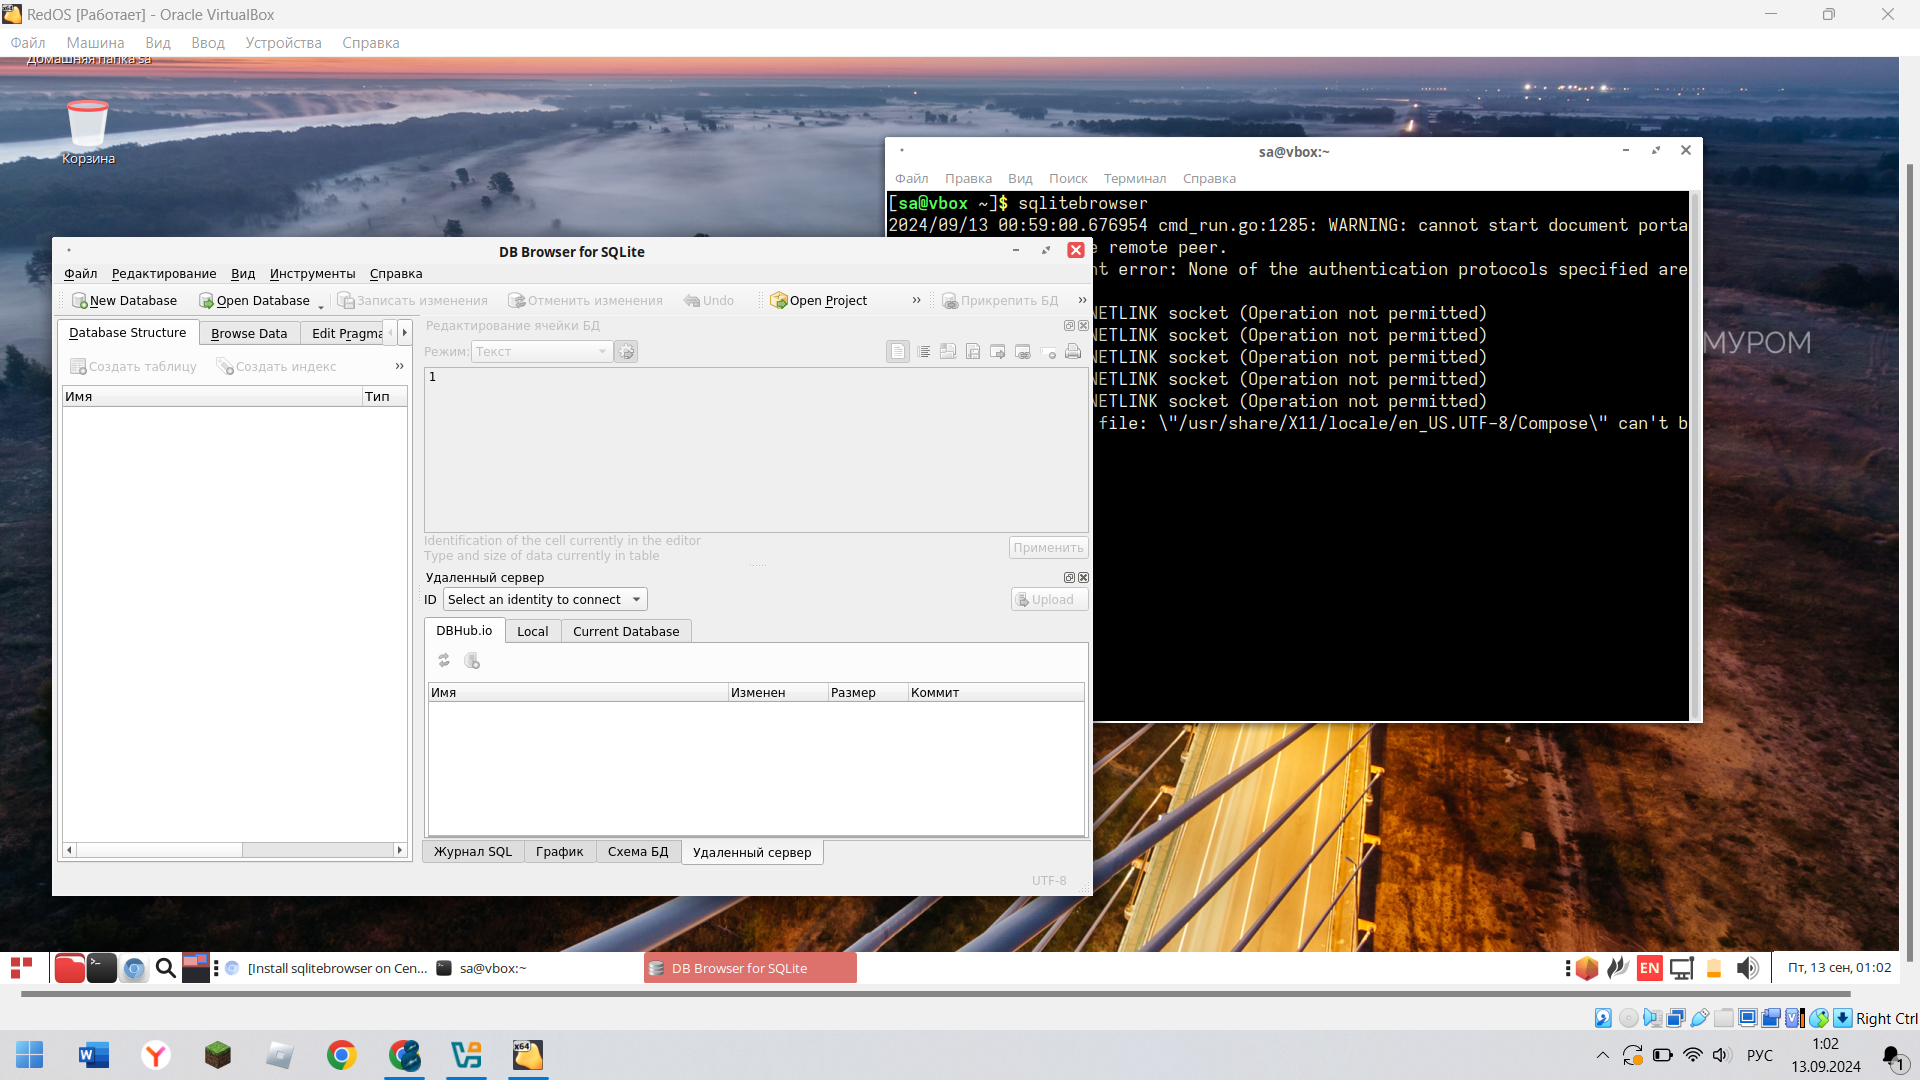 RedOS [Работает] - Oracle VirtualBox
Файл Машина Вид Ввод Устройства Справка
Домашняя папка sa
Корзина
sa@vbox:~
Файл Правка Вид Поиск Терминал Справка
[sa@vbox ~]$ sqlitebrowser
2024/09/13 00:59:00.676954 cmd_run.go:1285: WARNING: cannot start document porta
remote peer.
nt error: None of the authentication protocols specified are
NETLINK socket (Operation not permitted)
NETLINK socket (Operation not permitted)
NETLINK socket (Operation not permitted)
NETLINK socket (Operation not permitted)
NETLINK socket (Operation not permitted)
file: \"/usr/share/X11/locale/en_US.UTF-8/Compose\" can't b
МУРОМ
DB Browser for SQLite
Файл Редактирование Вид Инструменты Справка
New Database Open Database Записать изменения Отменить изменения Undo Open Project » Прикрепить БД »
Database Structure Browse Data Edit Pragma
Создать таблицу Создать индекс »
Имя Тип
Редактирование ячейки БД
Режим: Текст
1
Identification of the cell currently in the editor
Type and size of data currently in table
Применить
Удаленный сервер
ID Select an identity to connect Upload
DBHub.io Local Current Database
Имя Изменен Размер Коммит
Журнал SQL График Схема БД Удаленный сервер
UTF-8
[Install sqlitebrowser on Cen... sa@vbox:~ DB Browser for SQLite EN Пт, 13 сен, 01:02
Right Ctrl
x64
РУС 1:02
13.09.2024
1